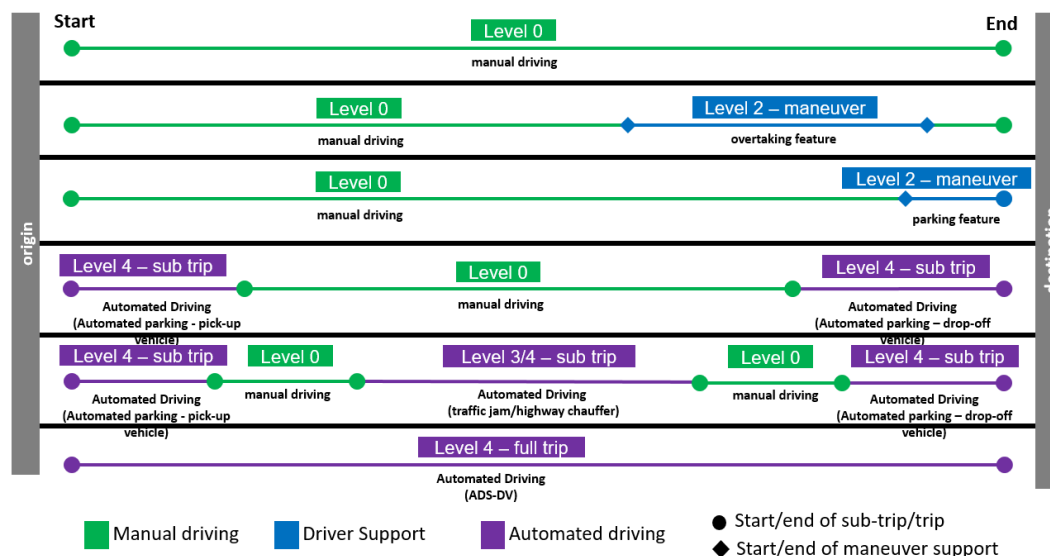 Start
End
Level 0
manual driving
Level 0
Level 2 – maneuver
manual driving
overtaking feature
Level 0
Level 2 – maneuver
manual driving
parking feature
origin
destination
Level 4 – sub trip
Level 0
Level 4 – sub trip
Automated Driving
(Automated parking - pick-up
vehicle)
manual driving
Automated Driving
(Automated parking – drop-off
vehicle)
Level 4 – sub trip
Level 0
Level 3/4 – sub trip
Level 0
Level 4 – sub trip
Automated Driving
(Automated parking - pick-up
vehicle)
manual driving
Automated Driving
(traffic jam/highway chauffer)
manual driving
Automated Driving
(Automated parking – drop-off
vehicle)
Level 4 – full trip
Automated Driving
(ADS-DV)
Manual driving
Driver Support
Automated driving
Start/end of sub-trip/trip
Start/end of maneuver support